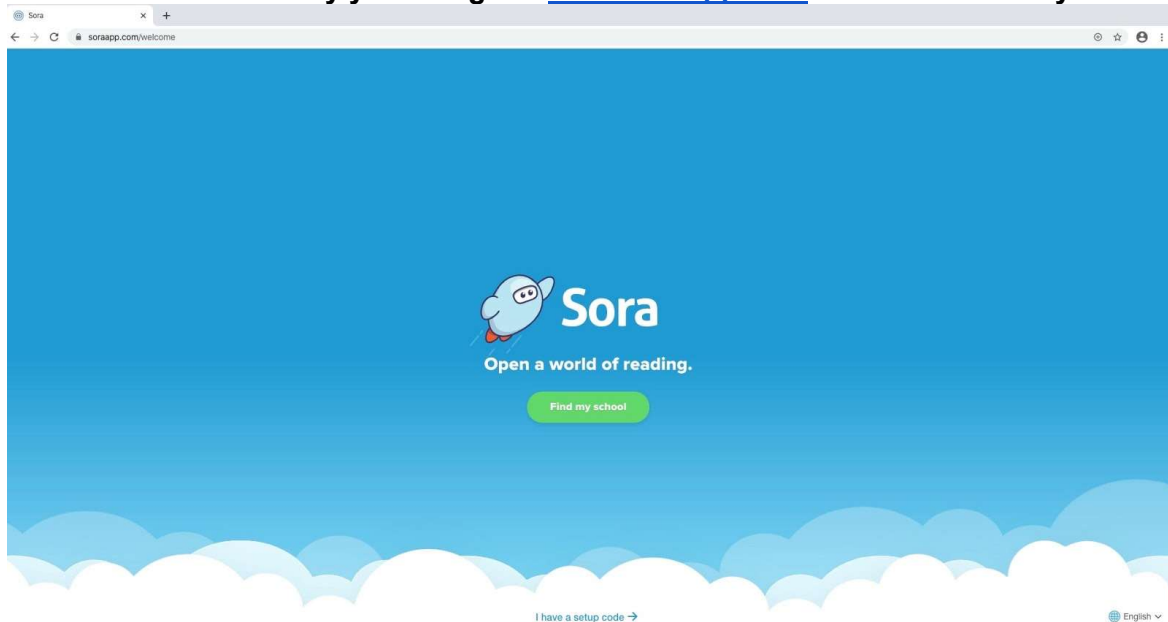 Sora
soraapp.com/welcome
Sora
Open a world of reading.
Find my school
I have a setup code →
English